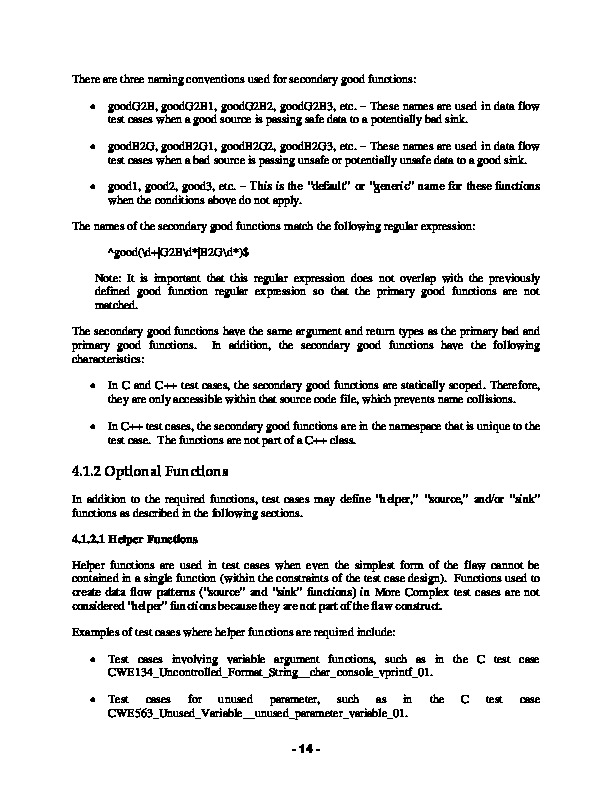 There are three naming conventions used for secondary good functions:
• goodG2B, goodG2B1, goodG2B2, goodG2B3, etc. – These names are used in data flow
test cases when a good source is passing safe data to a potentially bad sink.
• goodB2G, goodB2G1, goodB2G2, goodB2G3, etc. – These names are used in data flow
test cases when a bad source is passing unsafe or potentially unsafe data to a good sink.
• good1, good2, good3, etc. – This is the "default" or "generic" name for these functions
when the conditions above do not apply.
The names of the secondary good functions match the following regular expression:
^good(\d+|G2B\d*|B2G\d*)$
Note: It is important that this regular expression does not overlap with the previously
defined good function regular expression so that the primary good functions are not
matched.
The secondary good functions have the same argument and return types as the primary bad and
primary good functions. In addition, the secondary good functions have the following
characteristics:
• In C and C++ test cases, the secondary good functions are statically scoped. Therefore,
they are only accessible within that source code file, which prevents name collisions.
• In C++ test cases, the secondary good functions are in the namespace that is unique to the
test case. The functions are not part of a C++ class.
4.1.2 Optional Functions
In addition to the required functions, test cases may define "helper," "source," and/or "sink"
functions as described in the following sections.
4.1.2.1 Helper Functions
Helper functions are used in test cases when even the simplest form of the flaw cannot be
contained in a single function (within the constraints of the test case design). Functions used to
create data flow patterns ("source" and "sink" functions) in More Complex test cases are not
considered "helper" functions because they are not part of the flaw construct.
Examples of test cases where helper functions are required include:
• Test cases involving variable argument functions, such as in the C test case
CWE134_Uncontrolled_Format_String__char_console_vprintf_01.
• Test cases for unused parameter, such as in the C test case
CWE563_Unused_Variable__unused_parameter_variable_01.
- 14 -